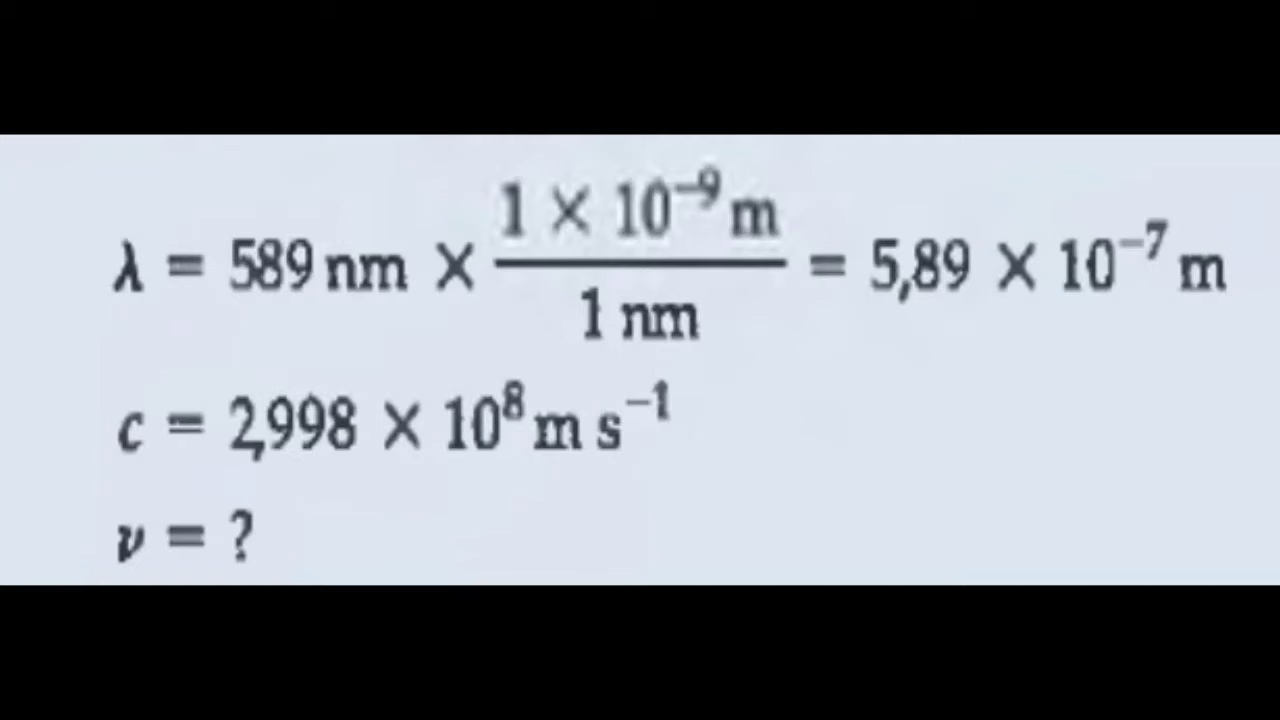 λ = 589 nm × (1 × 10⁻⁹ m)/(1 nm) = 5,89 × 10⁻⁷ m
c = 2,998 × 10⁸ m s⁻¹
ν = ?